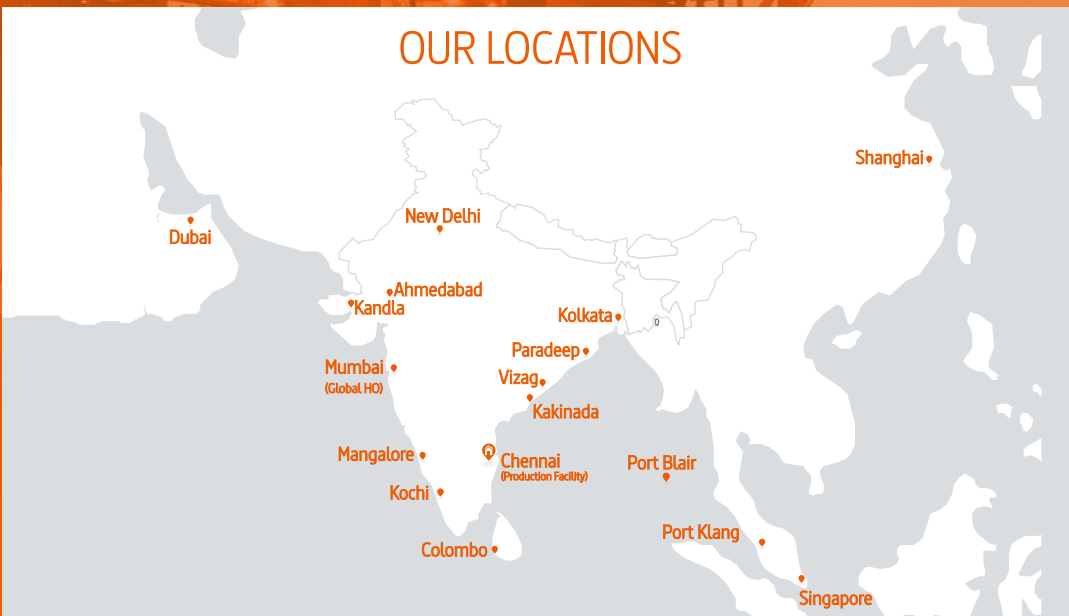 OUR LOCATIONS
Shanghai
New Delhi
Dubai
Ahmedabad
Kandla
Kolkata
Paradeep
Mumbai
(Global HO)
Vizag
Kakinada
Mangalore
Chennai
(Production Facility)
Port Blair
Kochi
Port Klang
Colombo
Singapore